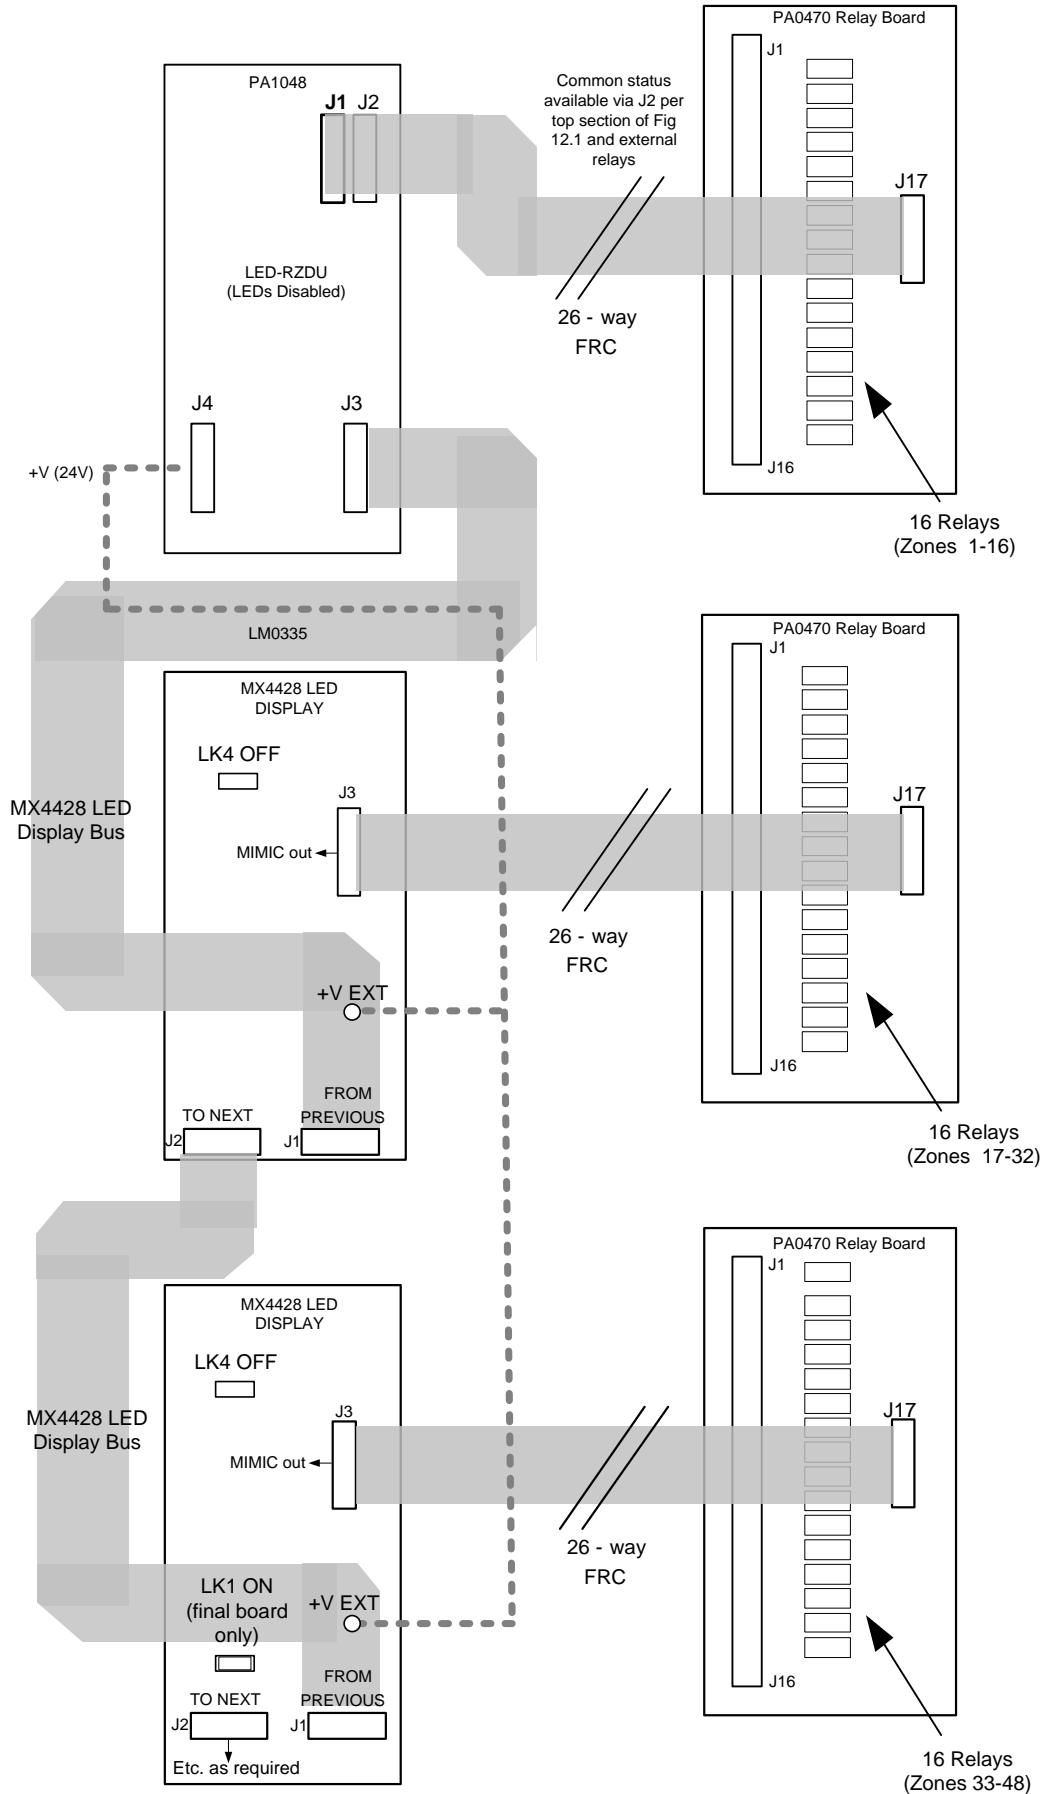 PA0470 Relay Board
J1
PA1048
J1 J2
Common status
available via J2 per
top section of Fig
12.1 and external
relays
J17
LED-RZDU
(LEDs Disabled)
26 - way
FRC
J4
J3
+V (24V)
J16
16 Relays
(Zones 1-16)
LM0335
PA0470 Relay Board
J1
MX4428 LED
DISPLAY
LK4 OFF
MX4428 LED
Display Bus
J3
J17
MIMIC out
26 - way
FRC
+V EXT
J16
FROM
PREVIOUS
TO NEXT
J2
J1
16 Relays
(Zones 17-32)
PA0470 Relay Board
J1
MX4428 LED
DISPLAY
LK4 OFF
MX4428 LED
Display Bus
J3
J17
MIMIC out
26 - way
FRC
LK1 ON
(final board
only)
+V EXT
J16
FROM
PREVIOUS
TO NEXT
J2
J1
Etc. as required
16 Relays
(Zones 33-48)